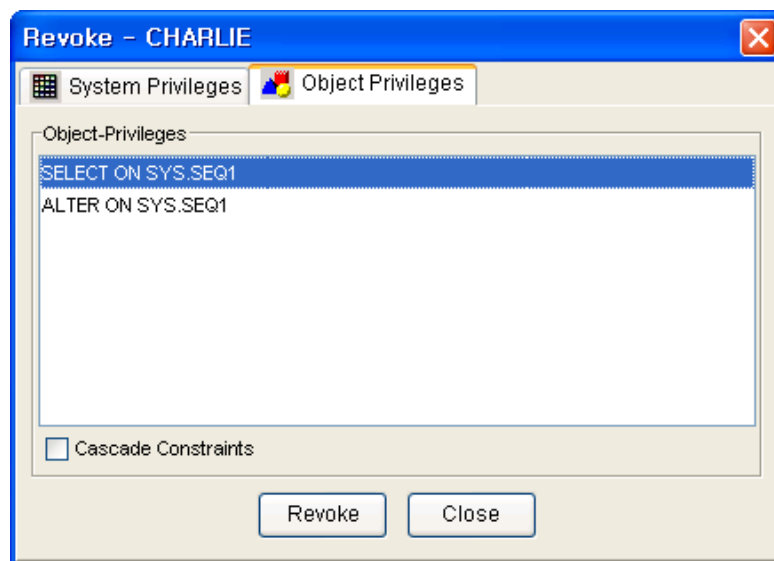 Revoke - CHARLIE
System Privileges
Object Privileges
Object-Privileges
SELECT ON SYS.SEQ1
ALTER ON SYS.SEQ1
Cascade Constraints
Revoke
Close